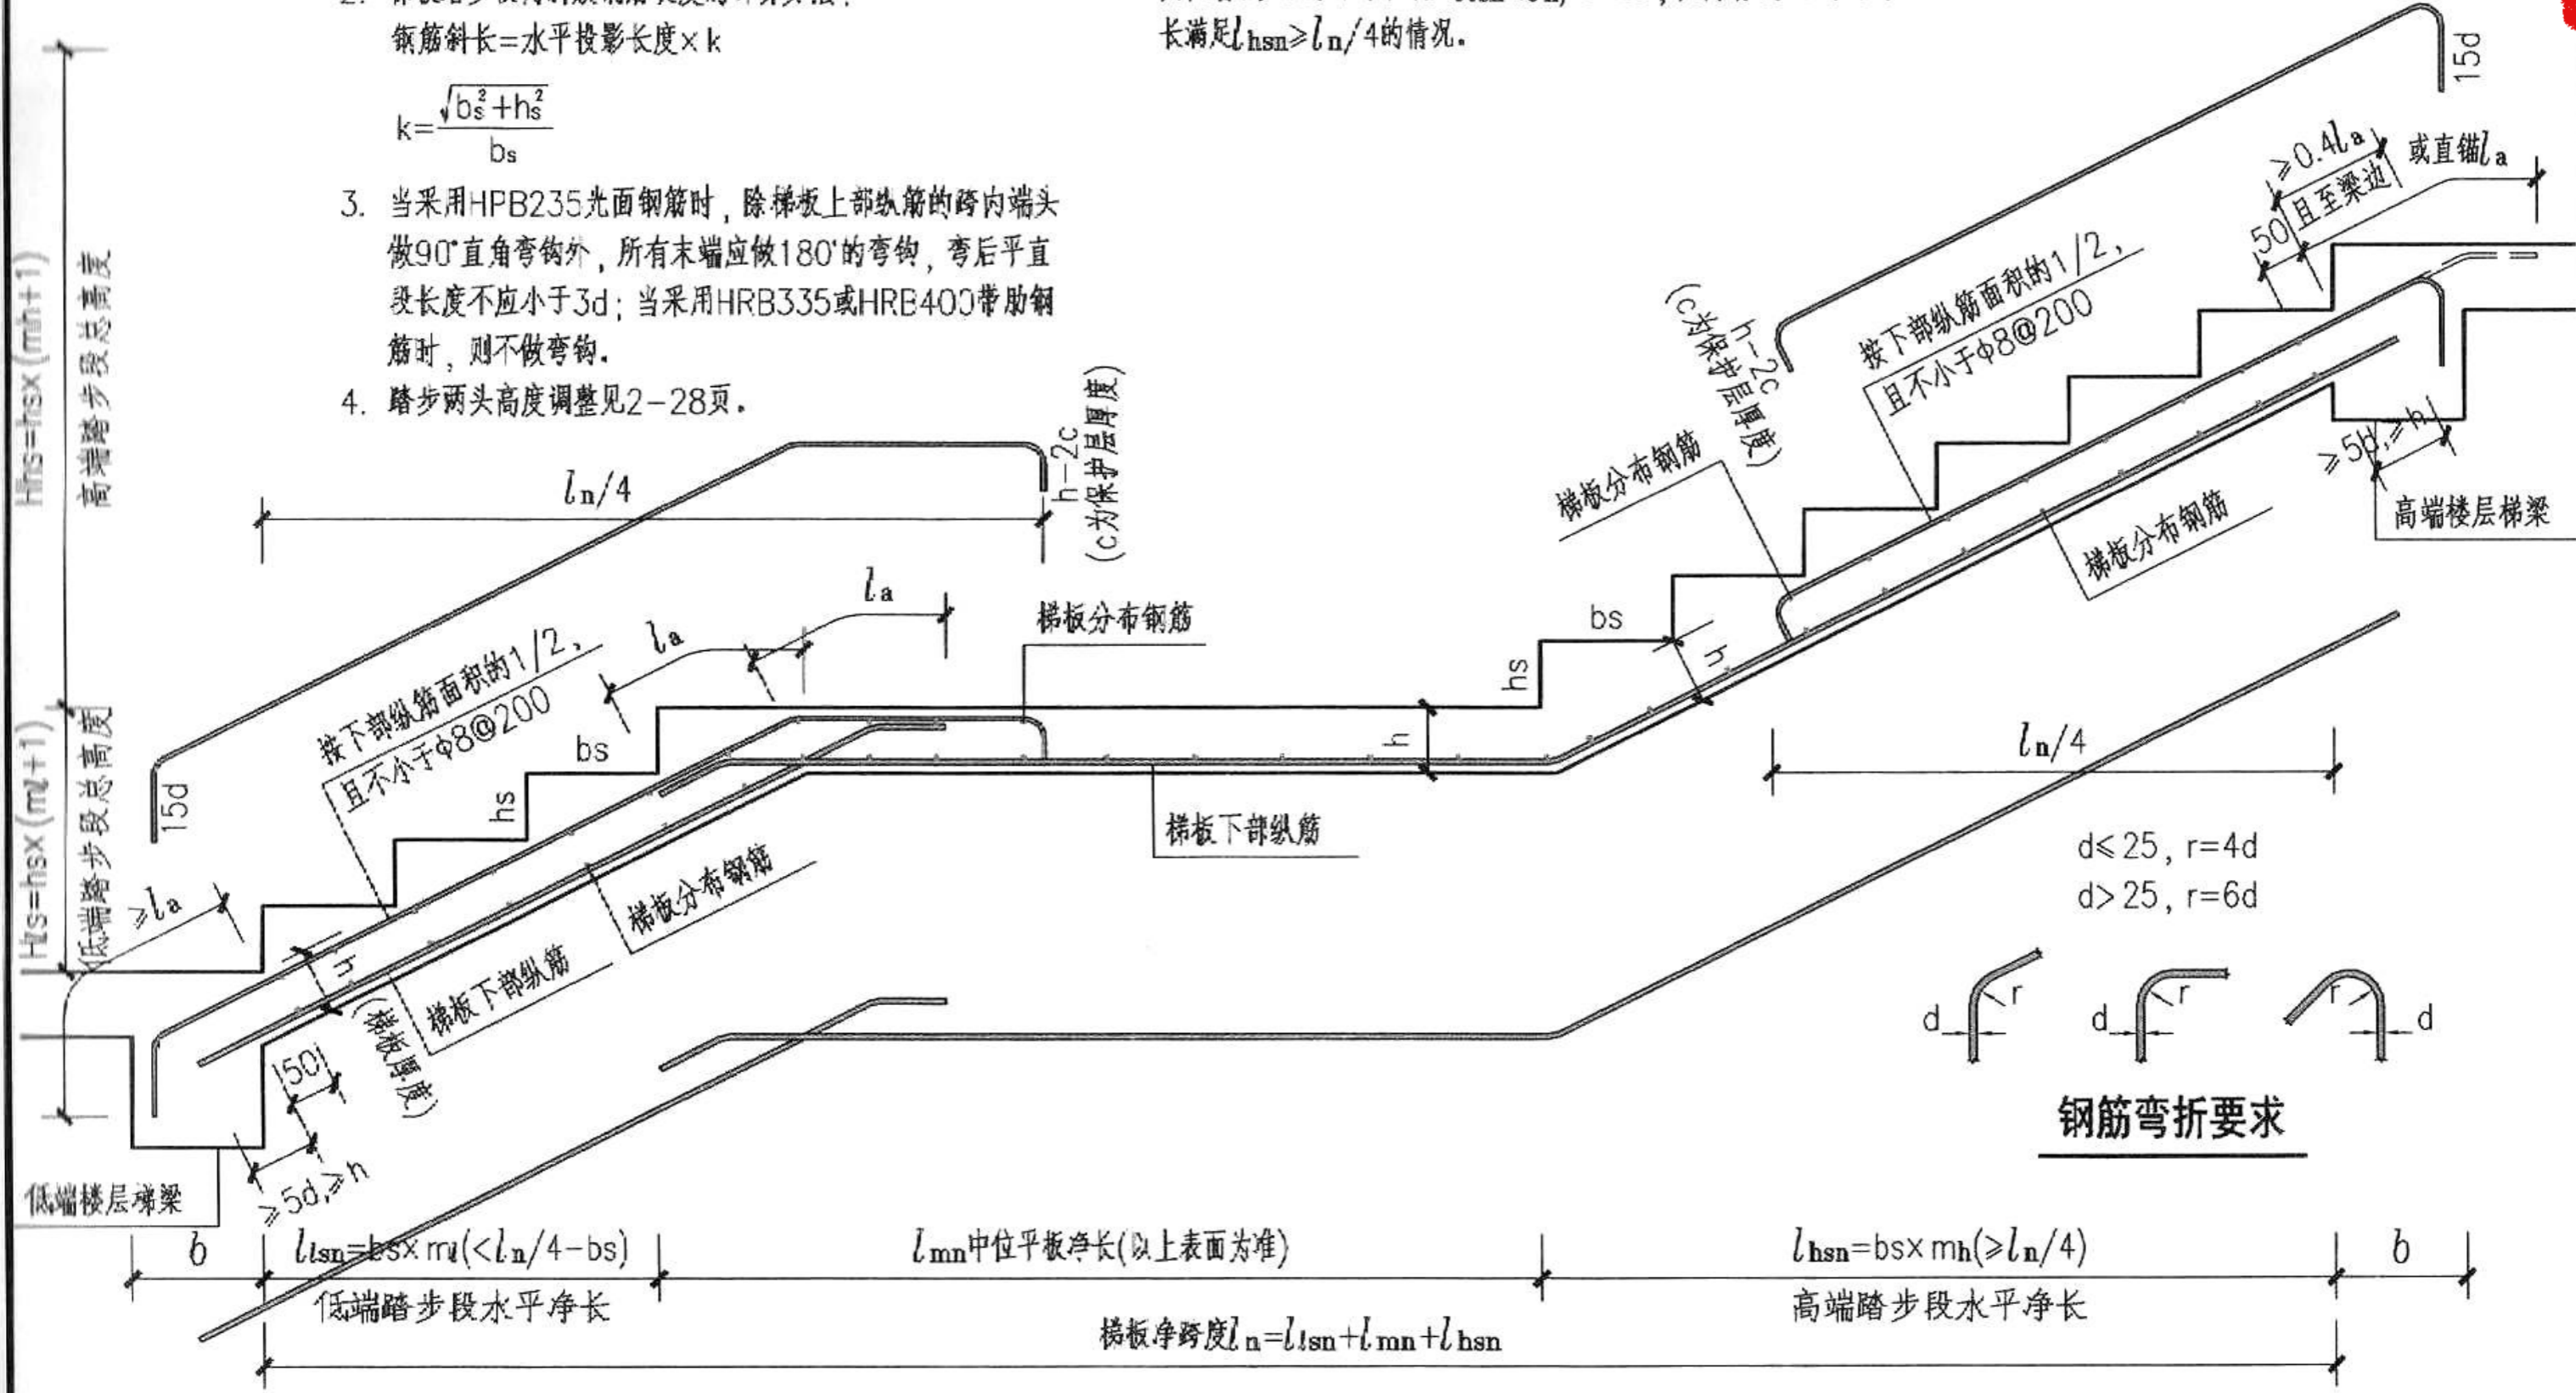 钢筋斜长=水平投影长度×k
k=√bs²+hs²/bs
3. 当采用HPB235光面钢筋时，除梯板上部纵筋的跨内端头
做90°直角弯钩外，所有末端应做180°的弯钩，弯后平直
段长度不应小于3d；当采用HRB335或HRB400带肋钢
筋时，则不做弯钩。
4. 踏步两头高度调整见2-28页。
长满足lhsn≥ln/4的情况。
15d
≥0.4la
且至梁边
或直锚la
50
按下部纵筋面积的1/2，
且不小于ϕ8@200
h-2c
(c为保护层厚度)
梯板分布钢筋
梯板分布钢筋
≥5b,≥h
高端楼层梯梁
Hhs=hs×(mh+1)
高端踏步段总高度
Hls=hs×(ml+1)
低端踏步段总高度
ln/4
h-2c
(c为保护层厚度)
la
la
梯板分布钢筋
按下部纵筋面积的1/2，
且不小于ϕ8@200
15d
bs
hs
bs
hs
h
h
ln/4
梯板下部纵筋
≥la
h
(梯板厚度)
梯板分布钢筋
梯板下部纵筋
50
≥5d,≥h
低端楼层梯梁
d≤25, r=4d
d>25, r=6d
d r
d r
r d
钢筋弯折要求
b
llsn=bs×ml(<ln/4-bs)
低端踏步段水平净长
lmn中位平板净长(以上表面为准)
lhsn=bs×mh(≥ln/4)
高端踏步段水平净长
b
梯板净跨度ln=llsn+lmn+lhsn